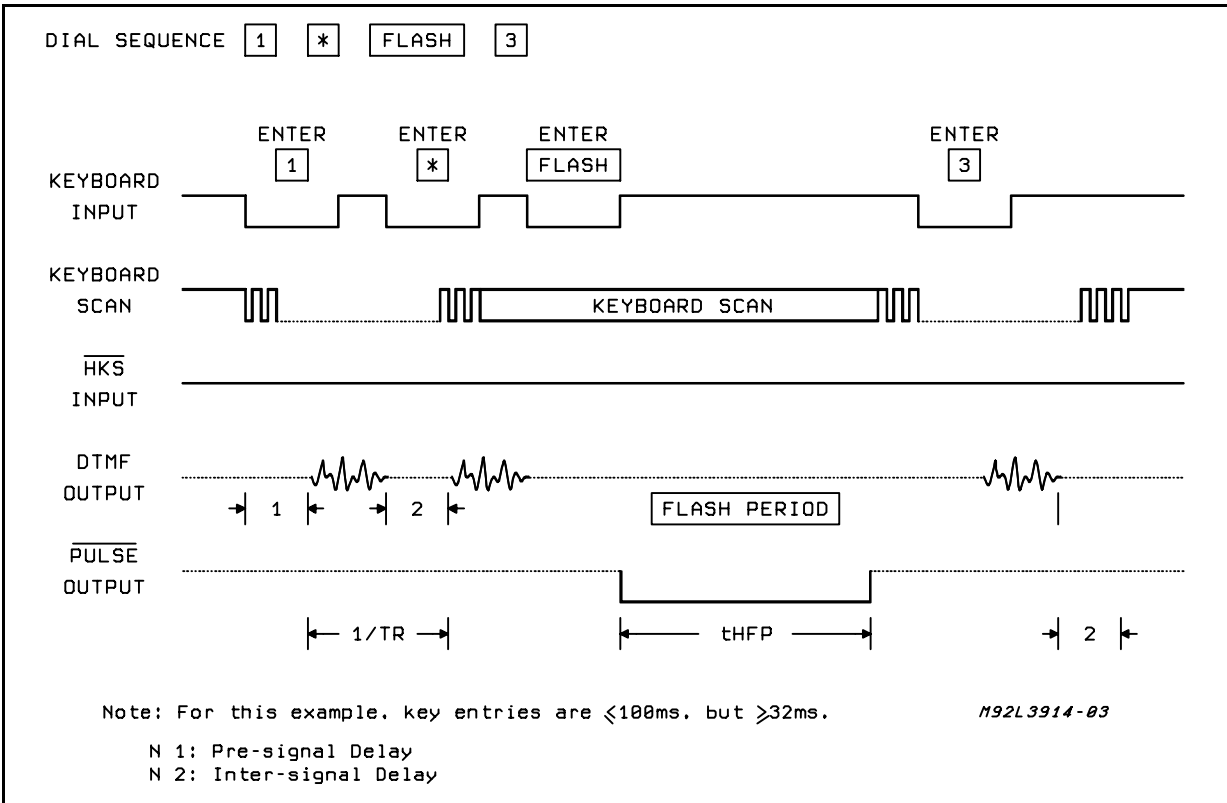 DIAL SEQUENCE 1 * FLASH 3
ENTER ENTER ENTER ENTER
1 * FLASH 3
KEYBOARD
INPUT
KEYBOARD
SCAN
KEYBOARD SCAN
HKS
INPUT
DTMF
OUTPUT
1 2 FLASH PERIOD
PULSE
OUTPUT
1/TR tHFP 2
Note: For this example. key entries are ⩽100ms. but ⩾32ms. M92L3914-03
N 1: Pre-signal Delay
N 2: Inter-signal Delay